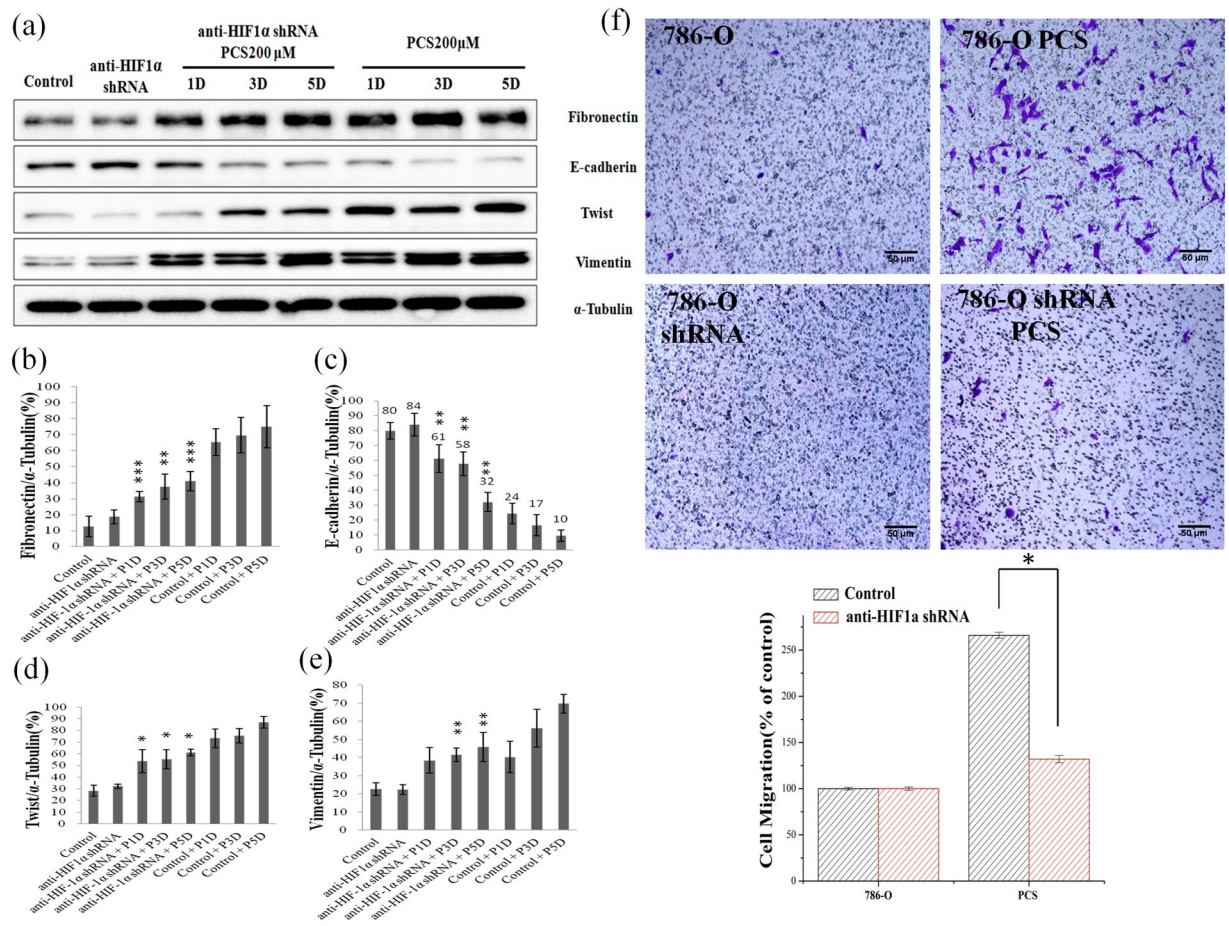 (a)
anti-HIF1α shRNA
PCS200 µM
PCS200µM
Control
anti-HIF1α
shRNA
1D 3D 5D 1D 3D 5D
Fibronectin
E-cadherin
Twist
Vimentin
α-Tubulin
(b)
Fibronectin/α-Tubulin(%)
100
90
80
70
60
50
40
30
20
10
0
***
**
***
Control
anti-HIF1α shRNA
anti-HIF-1α shRNA + P1D
anti-HIF-1α shRNA + P3D
anti-HIF-1α shRNA + P5D
Control + P1D
Control + P3D
Control + P5D
(c)
E-cadherin/α-Tubulin(%)
100
90
80
70
60
50
40
30
20
10
0
80
84
61
58
32
24
17
10
**
**
***
Control
anti-HIF1α shRNA
anti-HIF-1α shRNA + P1D
anti-HIF-1α shRNA + P3D
anti-HIF-1α shRNA + P5D
Control + P1D
Control + P3D
Control + P5D
(d)
Twist/α-Tubulin(%)
100
90
80
70
60
50
40
30
20
10
0
*
*
*
Control
anti-HIF1α shRNA
anti-HIF-1α shRNA + P1D
anti-HIF-1α shRNA + P3D
anti-HIF-1α shRNA + P5D
Control + P1D
Control + P3D
Control + P5D
(e)
Vimentin/α-Tubulin(%)
80
70
60
50
40
30
20
10
0
**
**
Control
anti-HIF1α shRNA
anti-HIF-1α shRNA + P1D
anti-HIF-1α shRNA + P3D
anti-HIF-1α shRNA + P5D
Control + P1D
Control + P3D
Control + P5D
(f)
786-O
50 µm
786-O PCS
50 µm
786-O
shRNA
50 µm
786-O shRNA
PCS
50 µm
*
Control
anti-HIF1a shRNA
Cell Migration(% of control)
250
200
150
100
50
0
786-O
PCS